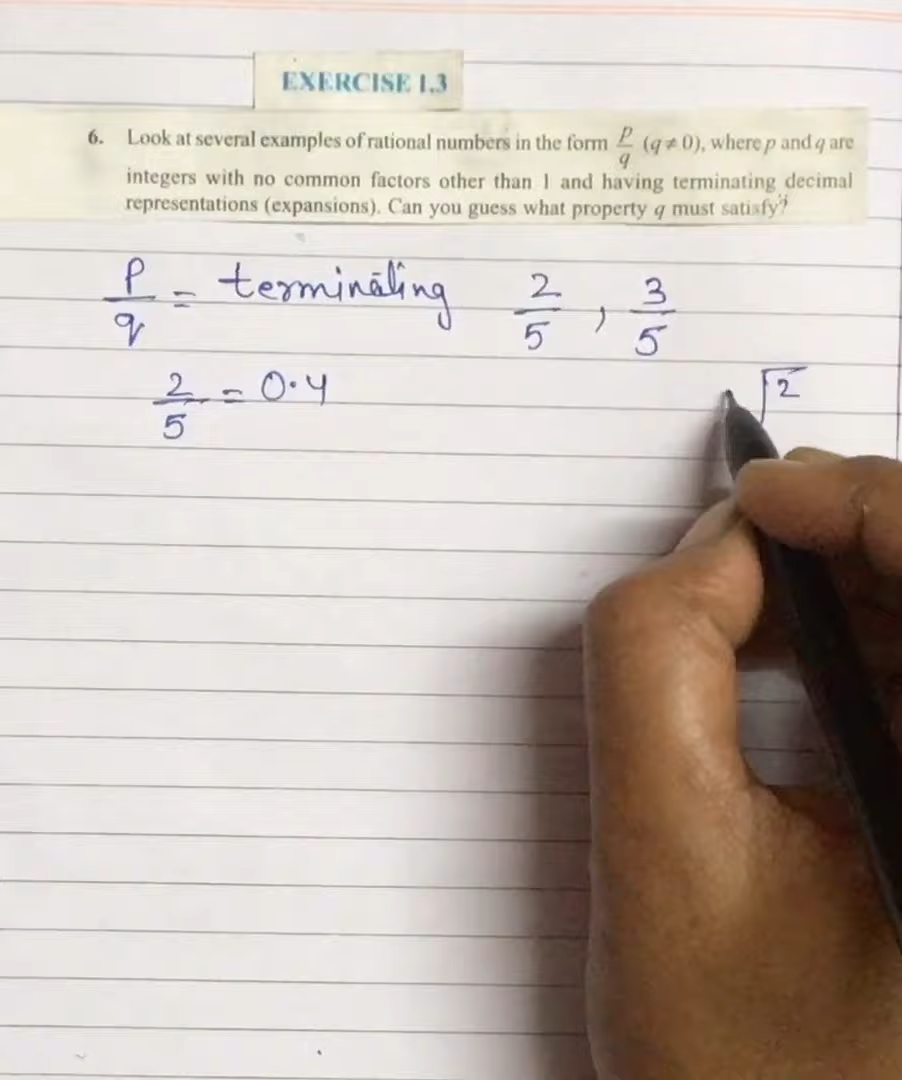 EXERCISE 1.3
6. Look at several examples of rational numbers in the form p/q (q ≠ 0), where p and q are
integers with no common factors other than 1 and having terminating decimal
representations (expansions). Can you guess what property q must satisfy?
p/q = terminating 2/5 , 3/5
2/5 = 0.4 √2